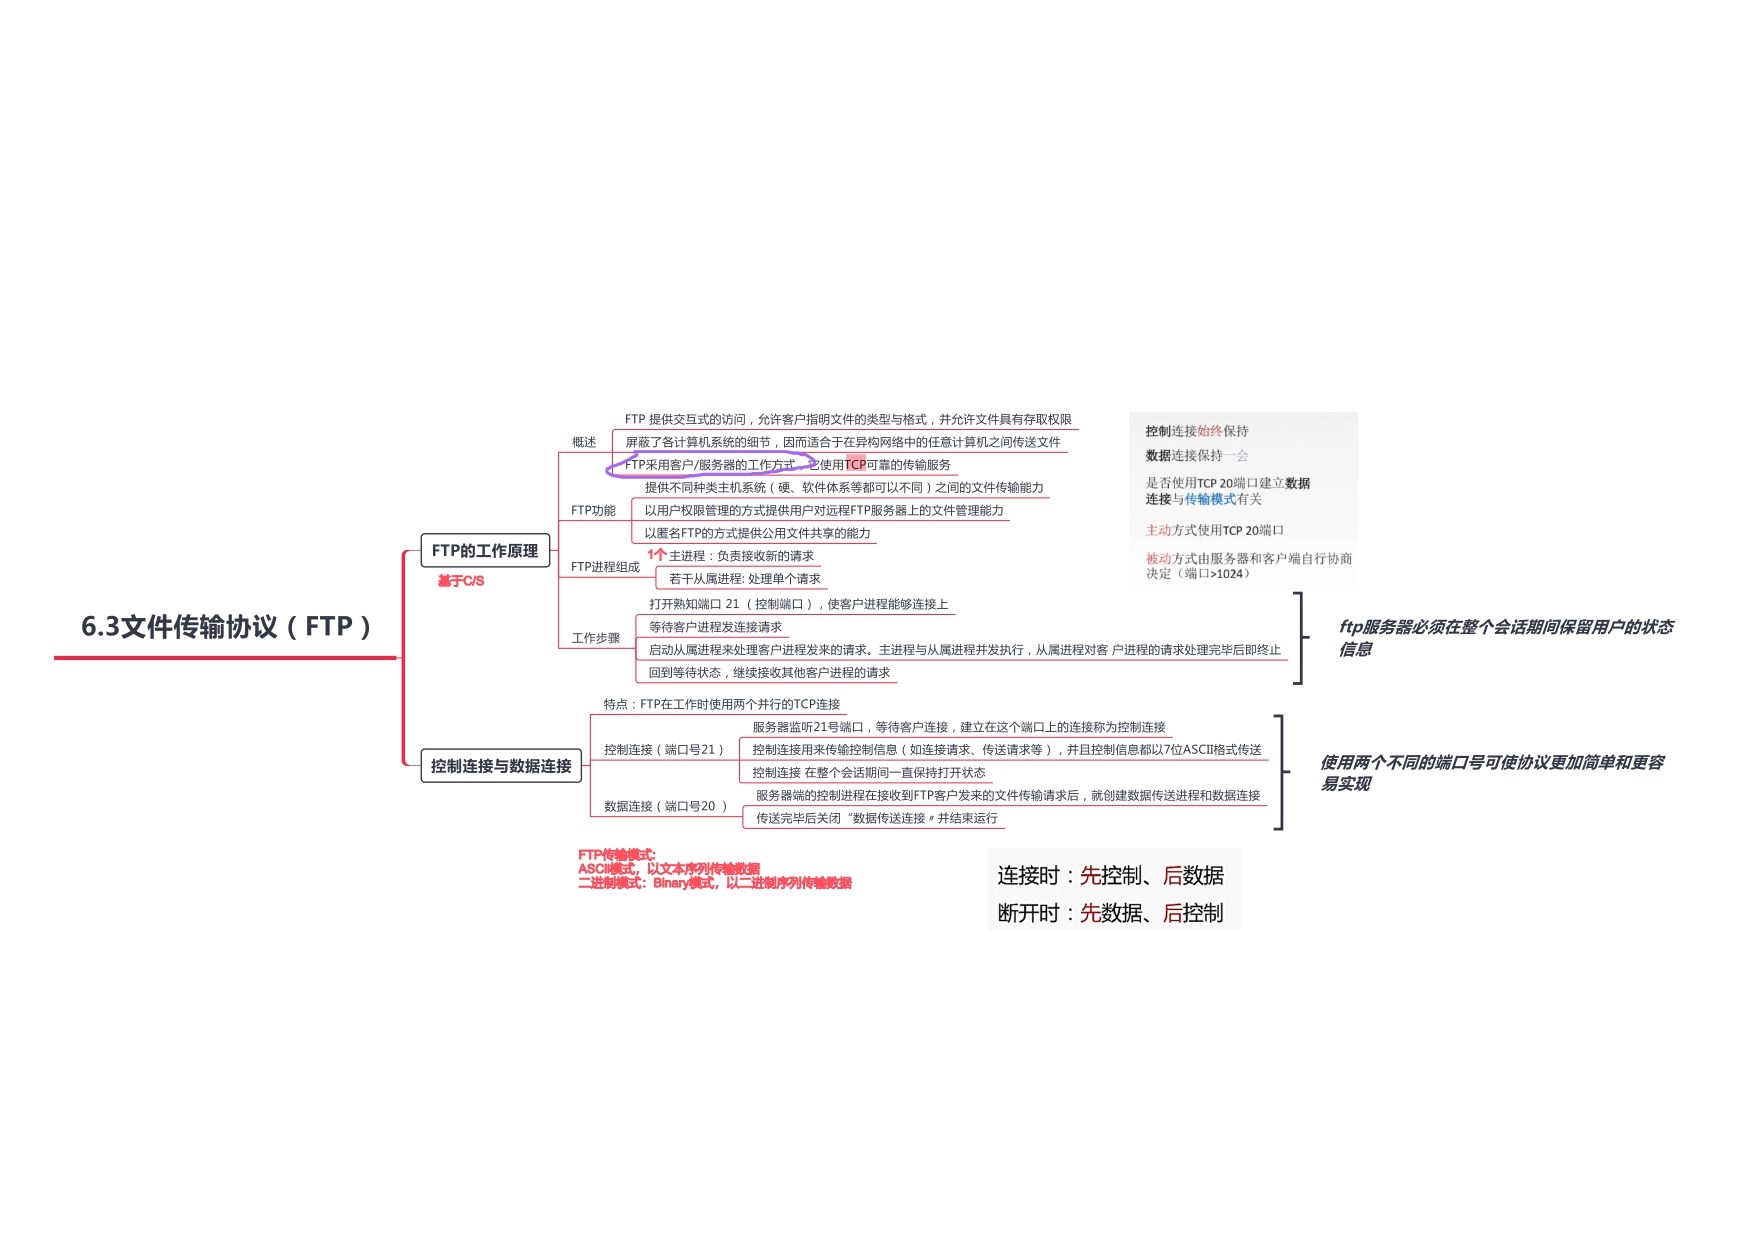 6.3文件传输协议（FTP）
FTP的工作原理
基于C/S
概述
FTP 提供交互式的访问，允许客户指明文件的类型与格式，并允许文件具有存取权限
屏蔽了各计算机系统的细节，因而适合于在异构网络中的任意计算机之间传送文件
FTP采用客户/服务器的工作方式，它使用TCP可靠的传输服务
FTP功能
提供不同种类主机系统（硬、软件体系等都可以不同）之间的文件传输能力
以用户权限管理的方式提供用户对远程FTP服务器上的文件管理能力
以匿名FTP的方式提供公用文件共享的能力
FTP进程组成
1个 主进程：负责接收新的请求
若干从属进程: 处理单个请求
工作步骤
打开熟知端口 21 （控制端口），使客户进程能够连接上
等待客户进程发连接请求
启动从属进程来处理客户进程发来的请求。主进程与从属进程并发执行，从属进程对客 户进程的请求处理完毕后即终止
回到等待状态，继续接收其他客户进程的请求
ftp服务器必须在整个会话期间保留用户的状态
信息
控制连接始终保持
数据连接保持一会
是否使用TCP 20端口建立数据
连接与传输模式有关
主动方式使用TCP 20端口
被动方式由服务器和客户端自行协商
决定（端口>1024）
控制连接与数据连接
特点：FTP在工作时使用两个并行的TCP连接
控制连接（端口号21）
服务器监听21号端口，等待客户连接，建立在这个端口上的连接称为控制连接
控制连接用来传输控制信息（如连接请求、传送请求等），并且控制信息都以7位ASCII格式传送
控制连接 在整个会话期间一直保持打开状态
数据连接（端口号20 ）
服务器端的控制进程在接收到FTP客户发来的文件传输请求后，就创建数据传送进程和数据连接
传送完毕后关闭“数据传送连接〃并结束运行
使用两个不同的端口号可使协议更加简单和更容
易实现
FTP传输模式:
ASCII模式，以文本序列传输数据
二进制模式：Binary模式，以二进制序列传输数据
连接时：先控制、后数据
断开时：先数据、后控制